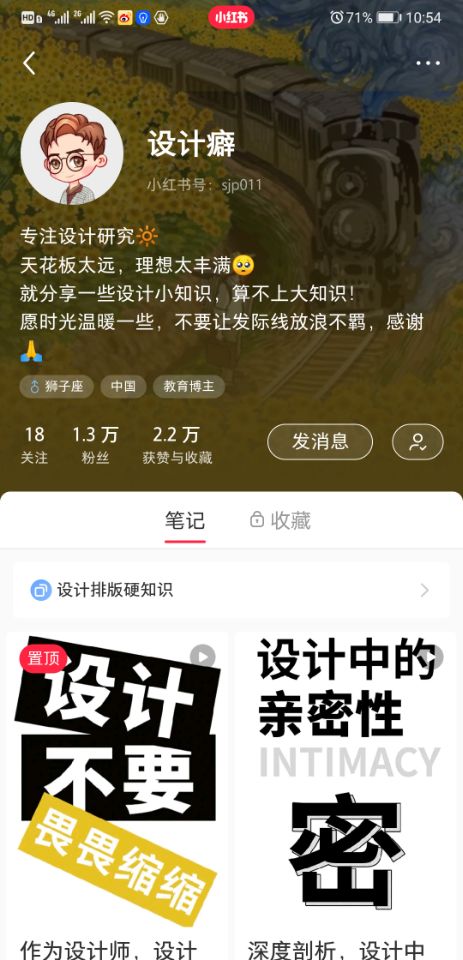 HD 4G 2G 小红书 71% 10:54
设计癖
小红书号：sjp011
专注设计研究🔆
天花板太远，理想太丰满🥺
就分享一些设计小知识，算不上大知识！
愿时光温暖一些，不要让发际线放浪不羁，感谢
🙏
♂ 狮子座 中国 教育博主
18 1.3 万 2.2 万
关注 粉丝 获赞与收藏
发消息
笔记 收藏
设计排版硬知识
置顶
设计
不要
畏畏缩缩
设计中的
亲密性
INTIMACY
密
作为设计师，设计
深度剖析，设计中